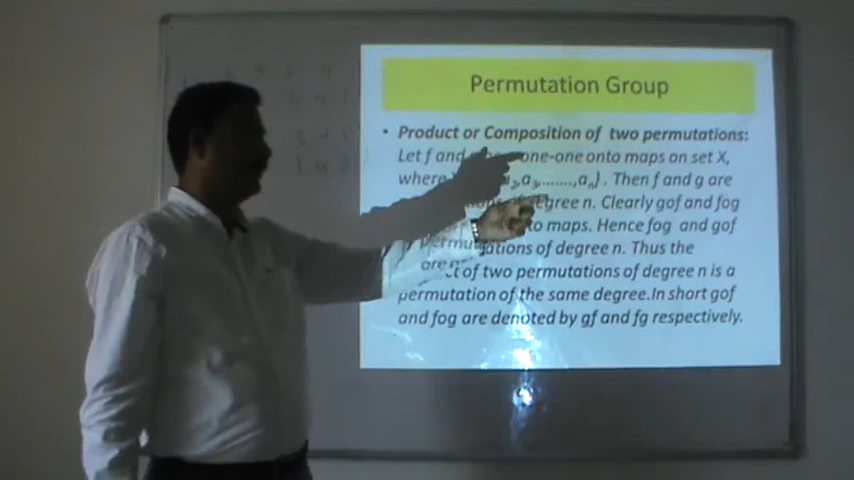 Permutation Group
• Product or Composition of two permutations:
Let f and one-one onto maps on set X,
where a₃,......,aₙ}. Then f and g are
of degree n. Clearly gof and fog
to maps. Hence fog and gof
permutations of degree n. Thus the
of two permutations of degree n is a
permutation of the same degree.In short gof
and fog are denoted by gf and fg respectively.